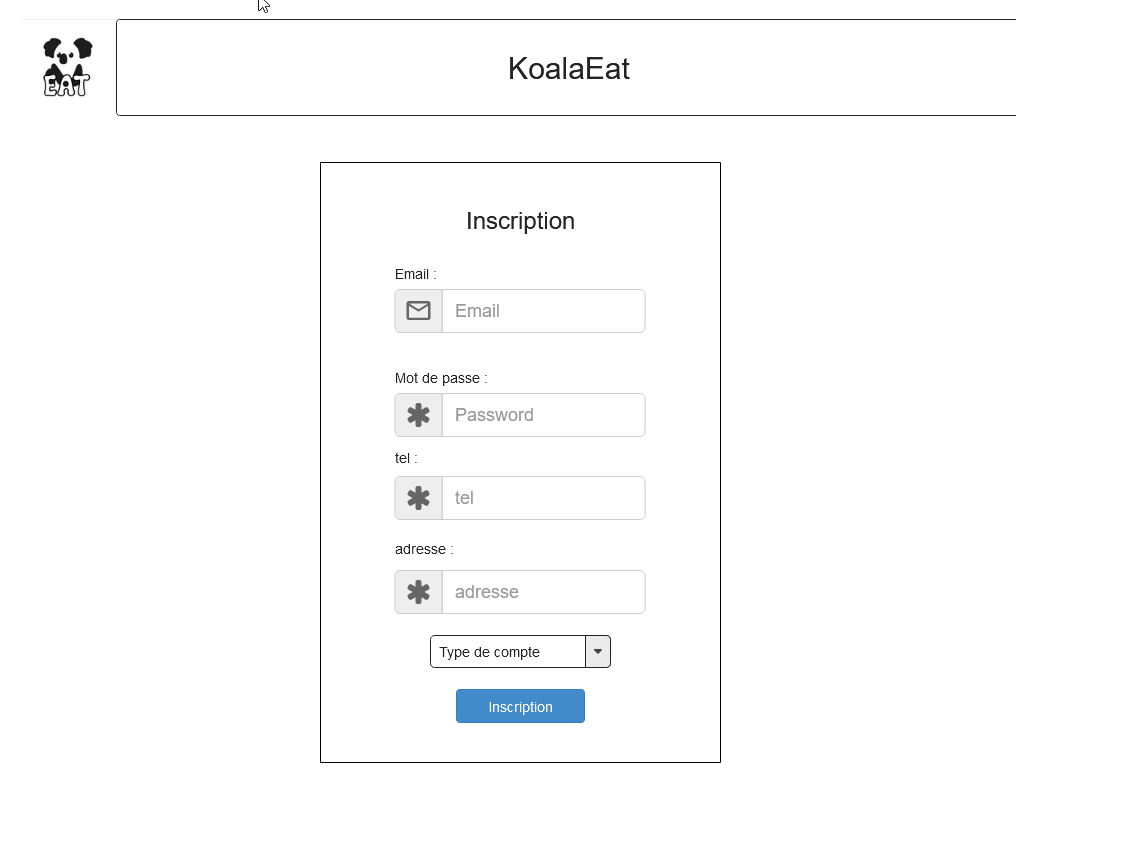 EAT
KoalaEat
Inscription
Email :
Email
Mot de passe :
Password
tel :
tel
adresse :
adresse
Type de compte
Inscription